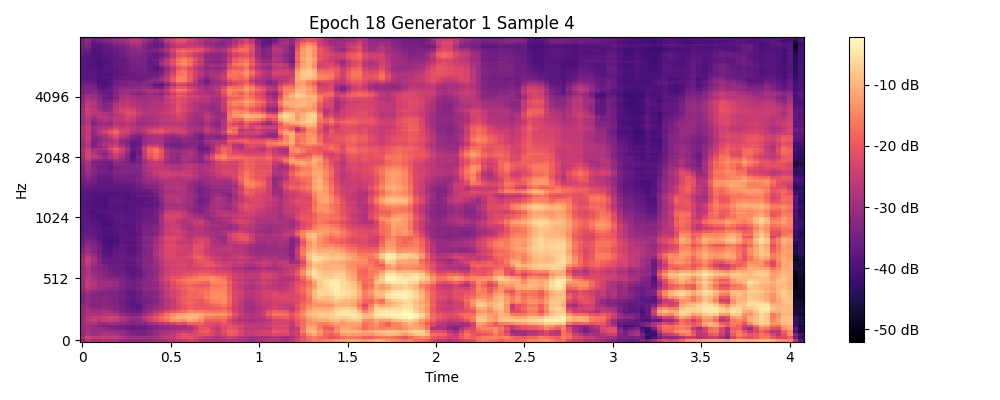 Epoch 18 Generator 1 Sample 4
Hz
4096
2048
1024
512
0
0 0.5 1 1.5 2 2.5 3 3.5 4
Time
-10 dB
-20 dB
-30 dB
-40 dB
-50 dB